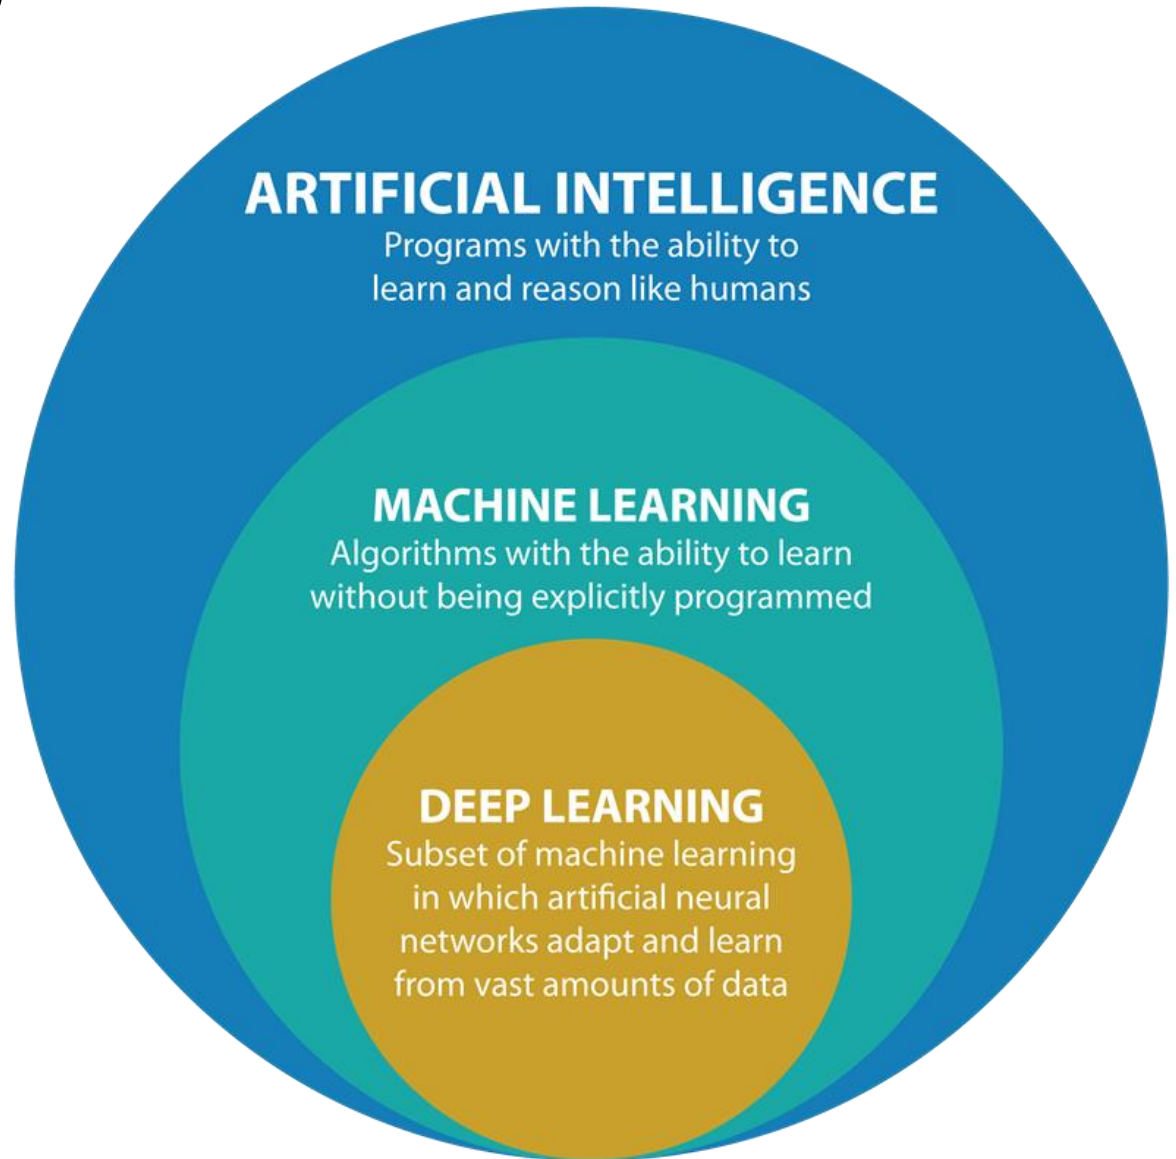 ARTIFICIAL INTELLIGENCE
Programs with the ability to
learn and reason like humans
MACHINE LEARNING
Algorithms with the ability to learn
without being explicitly programmed
DEEP LEARNING
Subset of machine learning
in which artificial neural
networks adapt and learn
from vast amounts of data